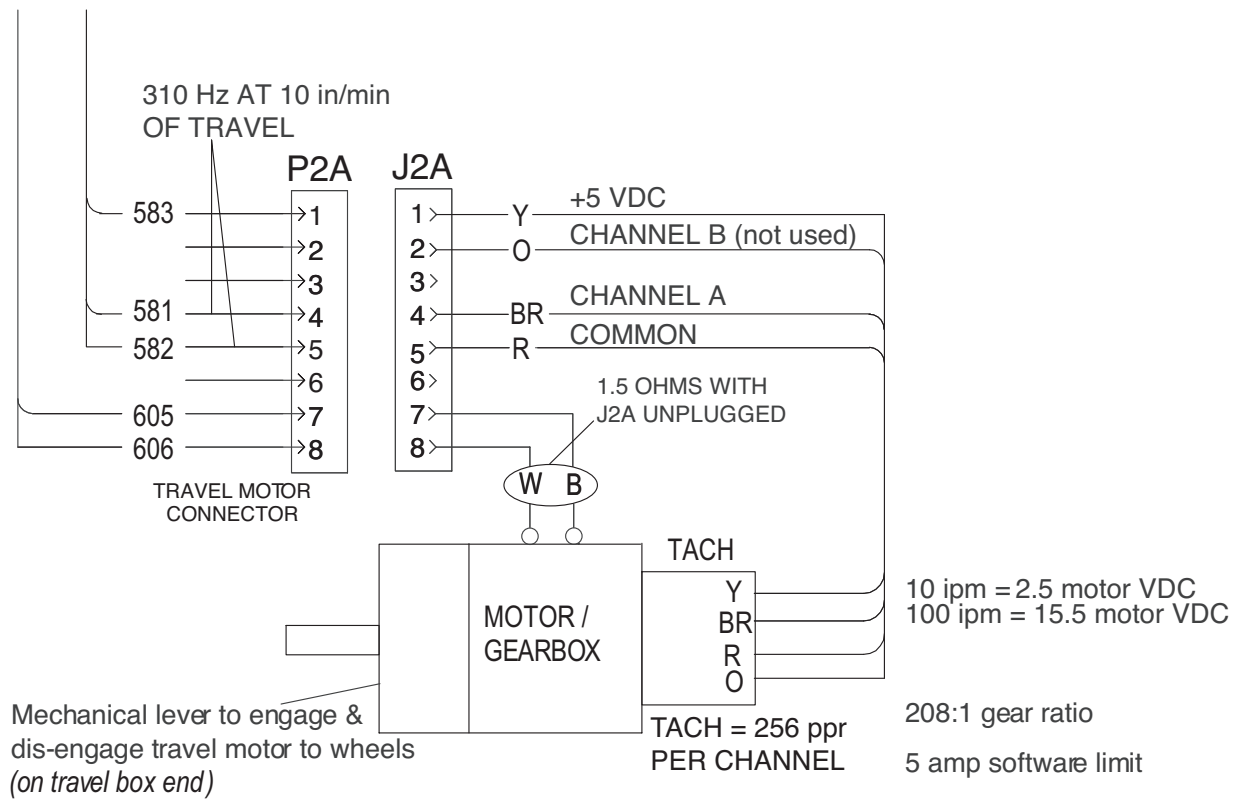 310 Hz AT 10 in/min
OF TRAVEL
P2A
J2A
583
1
2
3
581
4
582
5
6
605
7
606
8
TRAVEL MOTOR
CONNECTOR
1
Y
+5 VDC
2
O
CHANNEL B (not used)
3
4
BR
CHANNEL A
5
R
COMMON
6
7
8
1.5 OHMS WITH
J2A UNPLUGGED
W B
MOTOR /
GEARBOX
TACH
Y
BR
R
O
10 ipm = 2.5 motor VDC
100 ipm = 15.5 motor VDC
Mechanical lever to engage &
dis-engage travel motor to wheels
(on travel box end)
TACH = 256 ppr
PER CHANNEL
208:1 gear ratio
5 amp software limit